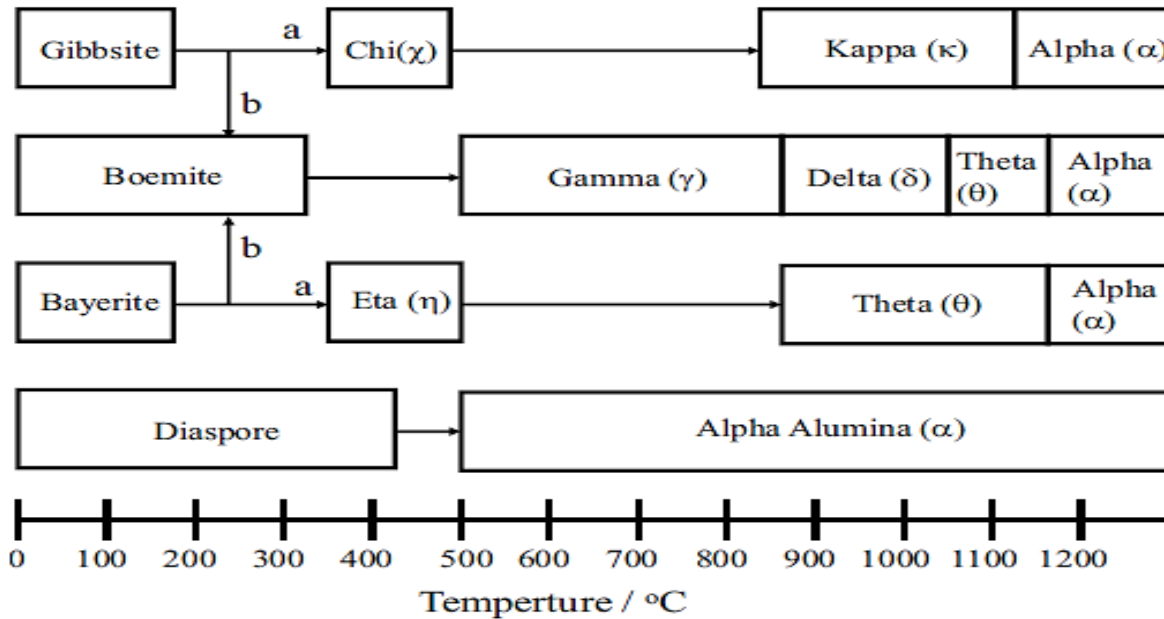 Gibbsite a Chi(χ) Kappa (κ) Alpha (α)
b
Boemite Gamma (γ) Delta (δ) Theta (θ) Alpha (α)
b
Bayerite a Eta (η) Theta (θ) Alpha (α)
Diaspore Alpha Alumina (α)
0 100 200 300 400 500 600 700 800 900 1000 1100 1200
Temperture / °C